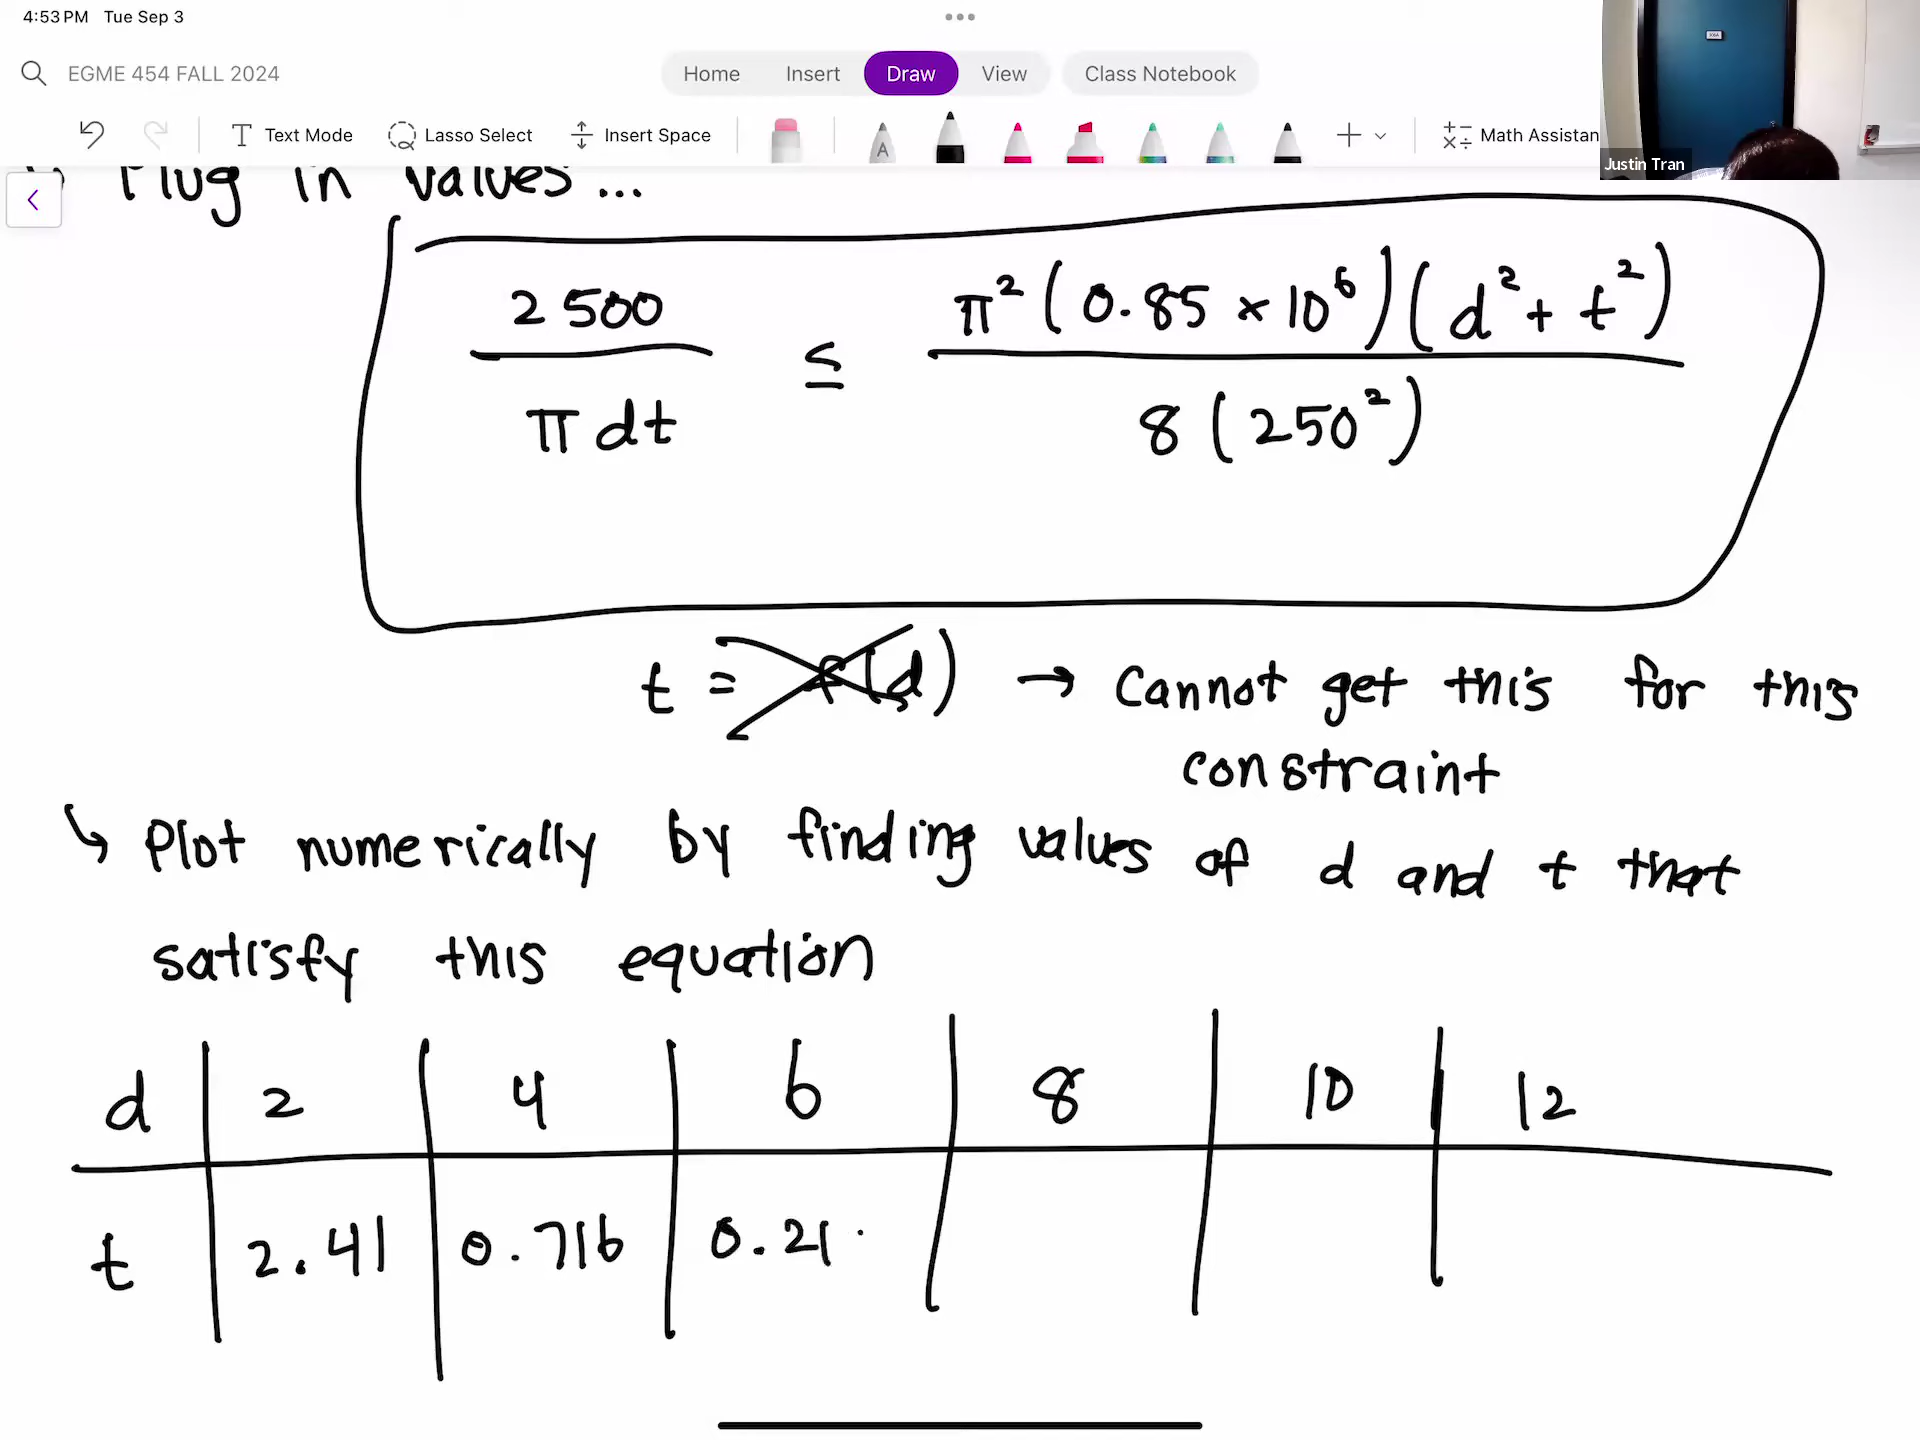 4:53 PM Tue Sep 3
EGME 454 FALL 2024
Home Insert Draw View Class Notebook
Text Mode Lasso Select Insert Space A Math Assistan
Justin Tran
Plug in values...
2500 / π dt ≤ π² (0.85 × 10⁶) (d² + t²) / 8 (250²)
t = f(d) → Cannot get this for this
constraint
↳ Plot numerically by finding values of d and t that
satisfy this equation
d 2 4 6 8 10 12
t 2.41 0.716 0.21